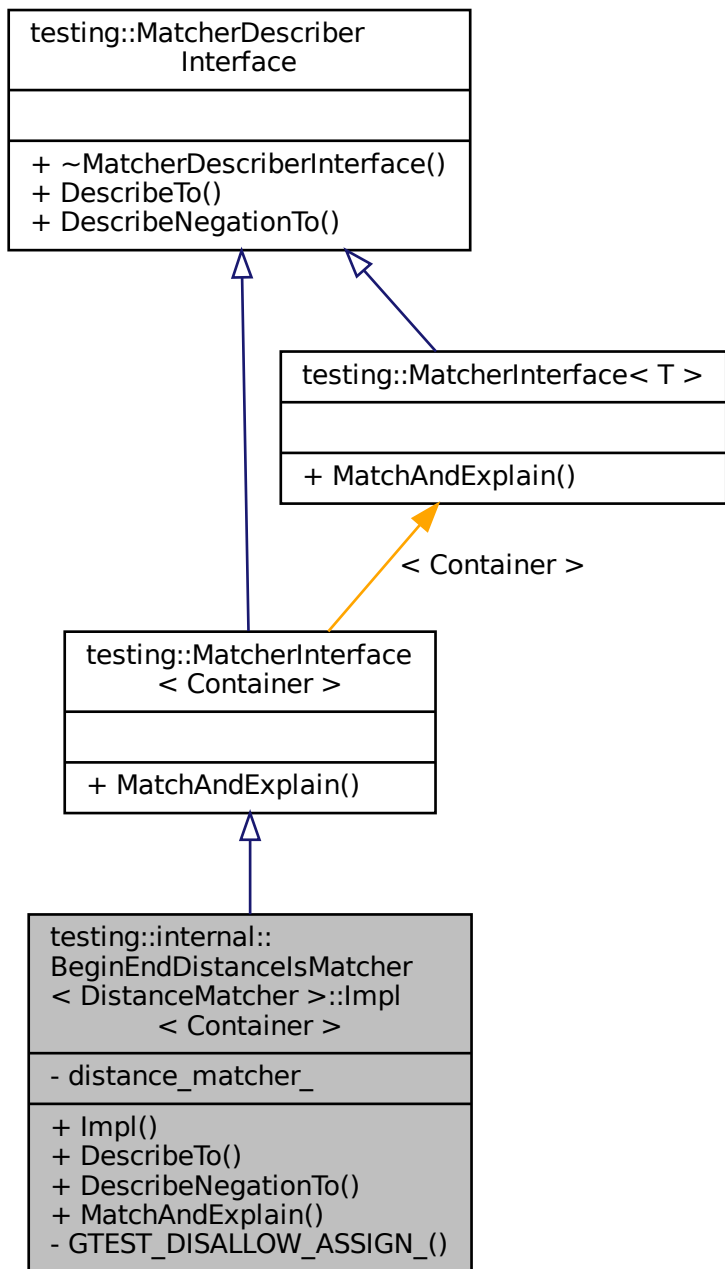 testing::MatcherDescriber
Interface
+ ~MatcherDescriberInterface()
+ DescribeTo()
+ DescribeNegationTo()
testing::MatcherInterface< T >
+ MatchAndExplain()
< Container >
testing::MatcherInterface
< Container >
+ MatchAndExplain()
testing::internal::
BeginEndDistanceIsMatcher
< DistanceMatcher >::Impl
< Container >
- distance_matcher_
+ Impl()
+ DescribeTo()
+ DescribeNegationTo()
+ MatchAndExplain()
- GTEST_DISALLOW_ASSIGN_()